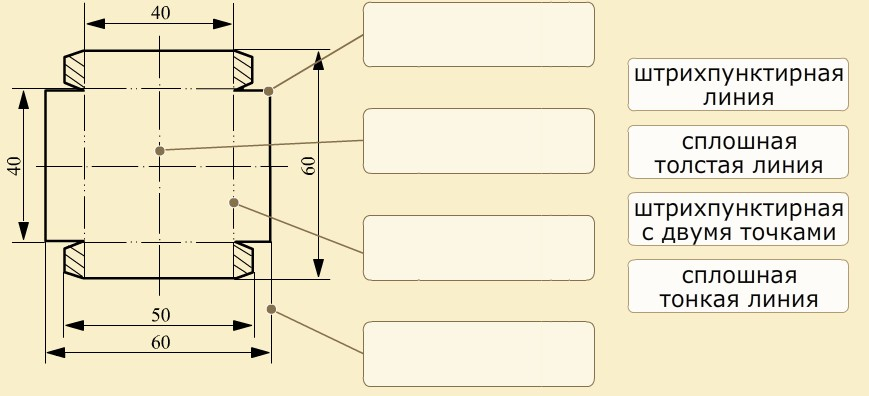 40
40
60
50
60
штрихпунктирная
линия
сплошная
толстая линия
штрихпунктирная
с двумя точками
сплошная
тонкая линия